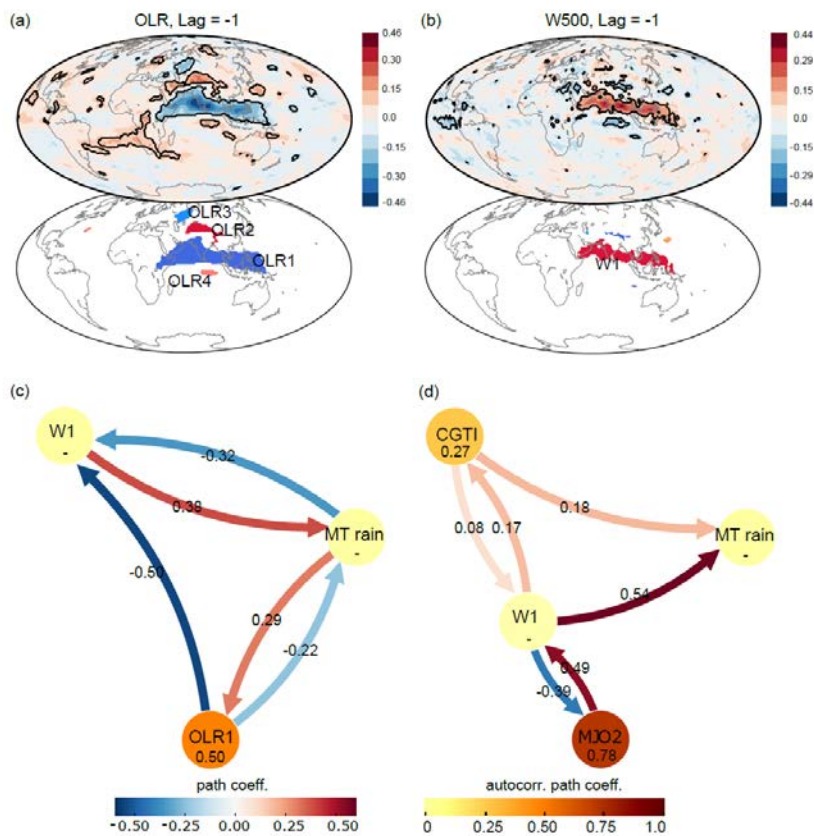 (a) OLR, Lag = -1
0.46
0.30
0.15
0.0
-0.15
-0.30
-0.46
(b) W500, Lag = -1
0.44
0.29
0.15
0.0
-0.15
-0.29
-0.44
OLR3
OLR2
OLR1
OLR4
W1
(c)
W1
-
-0.32
0.38
MT rain
-
-0.50
0.29
-0.22
OLR1
0.50
path coeff.
-0.50 -0.25 0.00 0.25 0.50
(d)
CGTI
0.27
0.18
0.08
0.17
MT rain
-
W1
-
0.54
-0.39
0.49
MJO2
0.78
autocorr. path coeff.
0 0.25 0.50 0.75 1.0